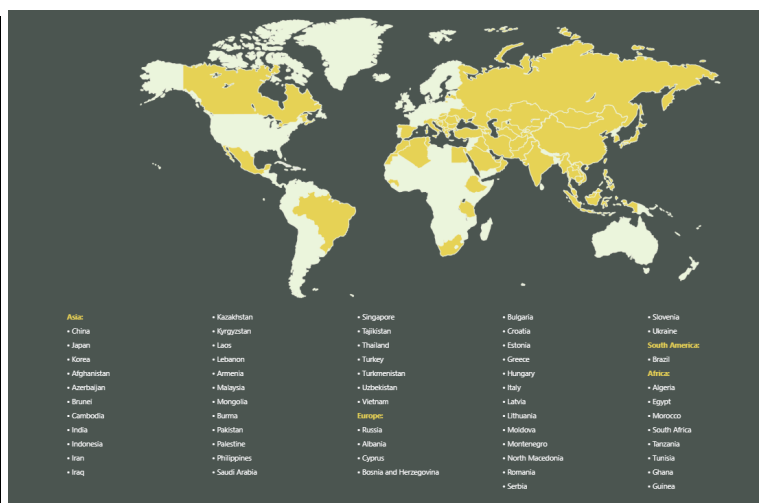 Asia:
• China
• Japan
• Korea
• Afghanistan
• Azerbaijan
• Brunei
• Cambodia
• India
• Indonesia
• Iran
• Iraq
• Kazakhstan
• Kyrgyzstan
• Laos
• Lebanon
• Armenia
• Malaysia
• Mongolia
• Burma
• Pakistan
• Palestine
• Philippines
• Saudi Arabia
• Singapore
• Tajikistan
• Thailand
• Turkey
• Turkmenistan
• Uzbekistan
• Vietnam
Europe:
• Russia
• Albania
• Cyprus
• Bosnia and Herzegovina
• Bulgaria
• Croatia
• Estonia
• Greece
• Hungary
• Italy
• Latvia
• Lithuania
• Moldova
• Montenegro
• North Macedonia
• Romania
• Serbia
• Slovenia
• Ukraine
South America:
• Brazil
Africa:
• Algeria
• Egypt
• Morocco
• South Africa
• Tanzania
• Tunisia
• Ghana
• Guinea